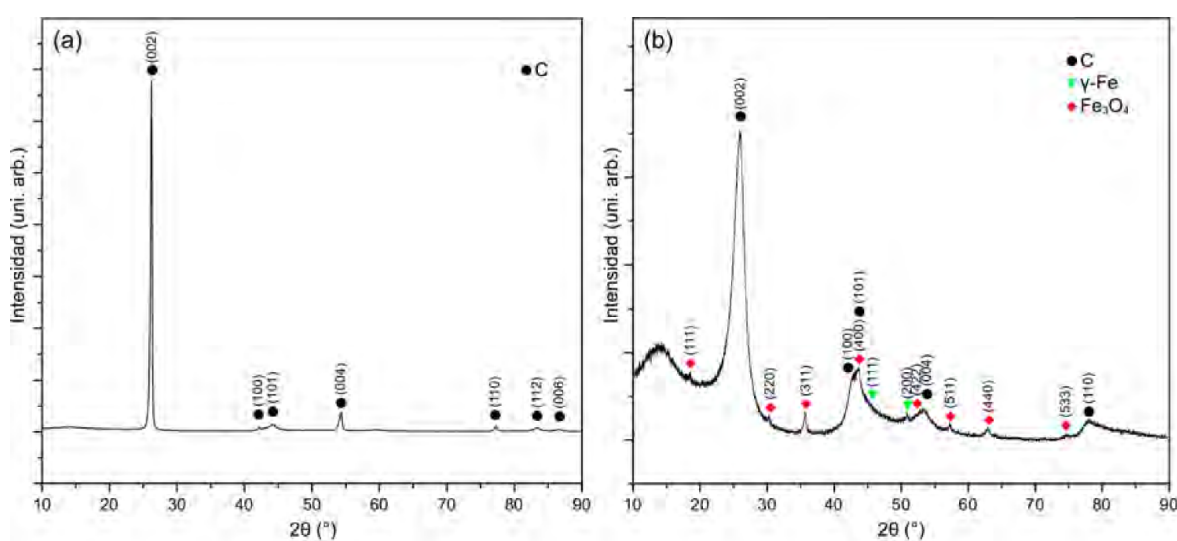 (a)
(002)
C
(100)
(101)
(004)
(110)
(112)
(006)
Intensidad (uni. arb.)
10 20 30 40 50 60 70 80 90
2θ (°)
(b)
C
γ-Fe
Fe₃O₄
(002)
(111)
(220)
(311)
(100)
(101)
(400)
(111)
(200)
(422)
(004)
(511)
(440)
(533)
(110)
Intensidad (uni. arb.)
10 20 30 40 50 60 70 80 90
2θ (°)